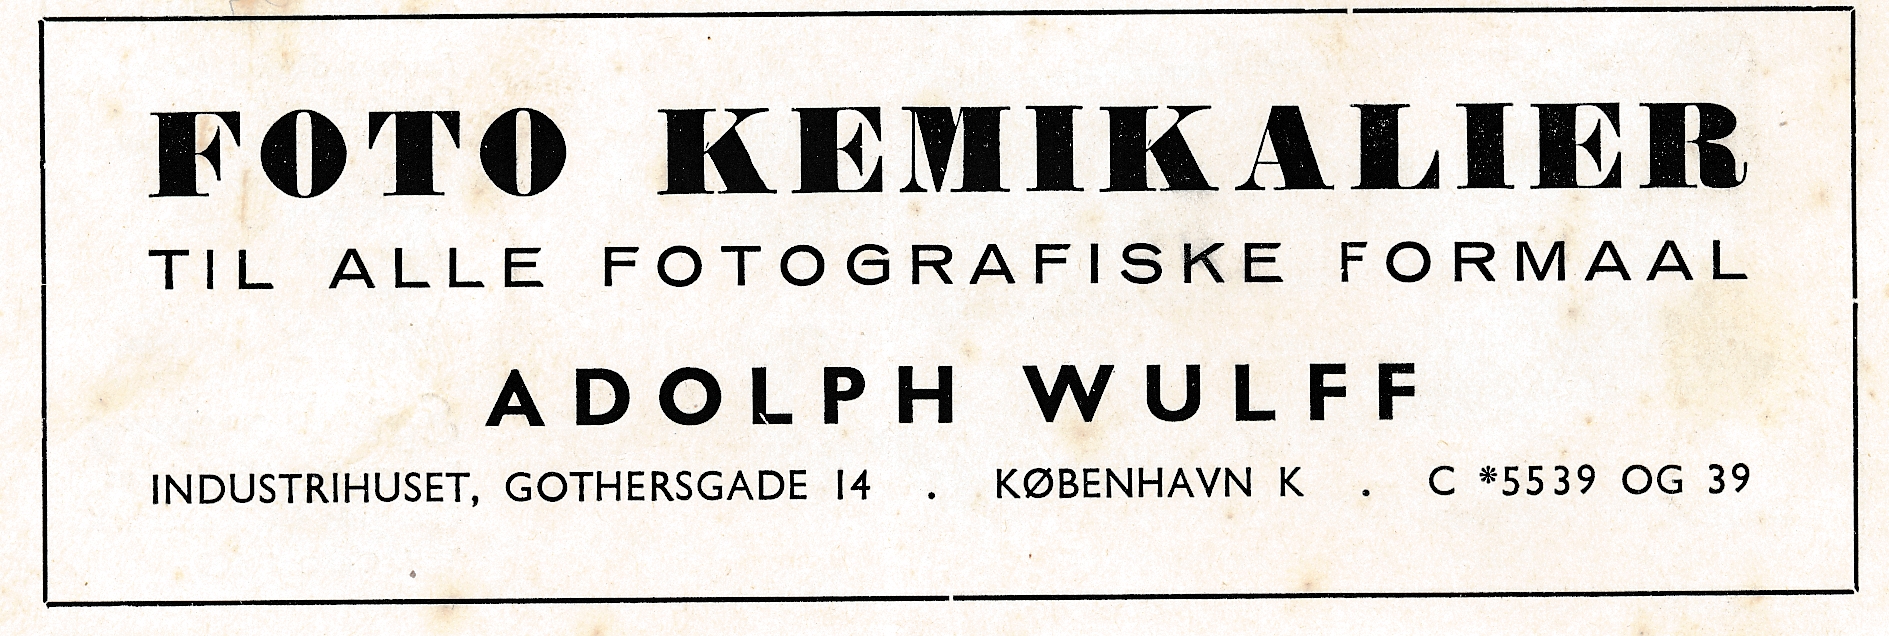 FOTO KEMIKALIER
TIL ALLE FOTOGRAFISKE FORMAAL
ADOLPH WULFF
INDUSTRIHUSET, GOTHERSGADE 14 . KØBENHAVN K . C *5539 OG 39